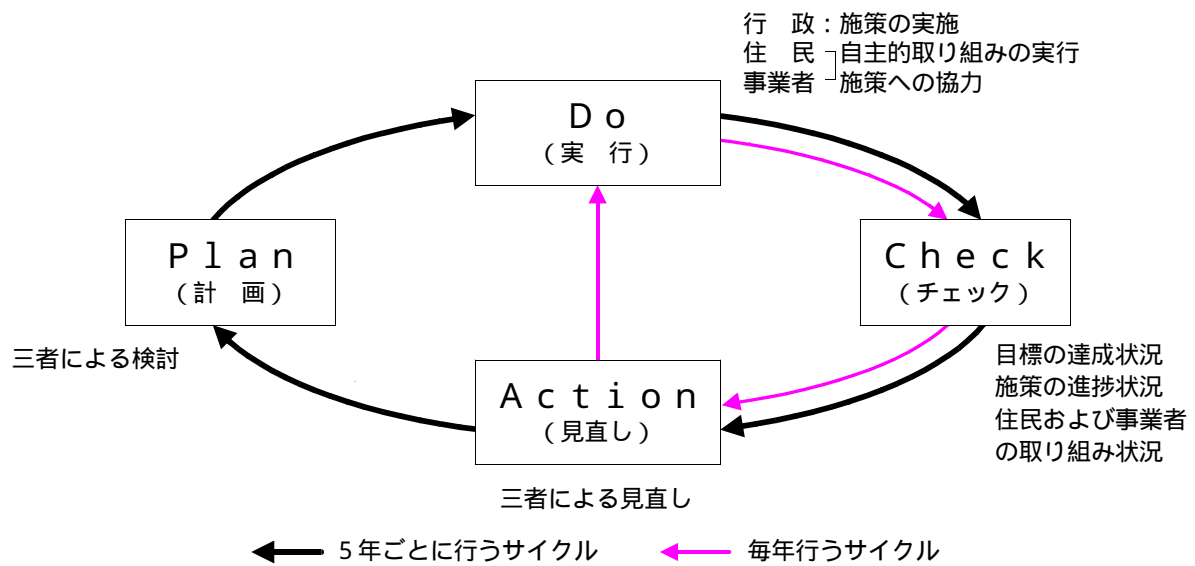 行　政：施策の実施
住　民　自主的取り組みの実行
事業者　施策への協力
Ｄｏ
（実　行）
Ｐｌａｎ
（計　画）
Ｃｈｅｃｋ
（チェック）
三者による検討
目標の達成状況
施策の進捗状況
住民および事業者
の取り組み状況
Ａｃｔｉｏｎ
（見直し）
三者による見直し
５年ごとに行うサイクル
毎年行うサイクル